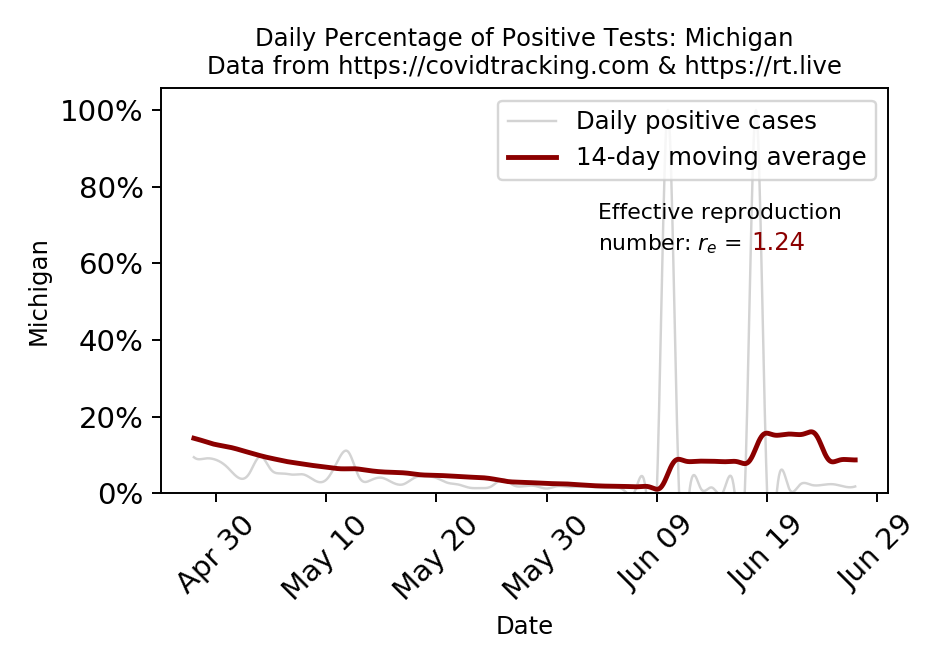 Daily Percentage of Positive Tests: Michigan
Data from https://covidtracking.com & https://rt.live
100%
80%
60%
40%
20%
0%
Michigan
Daily positive cases
14-day moving average
Effective reproduction
number: rₑ = 1.24
Apr 30
May 10
May 20
May 30
Jun 09
Jun 19
Jun 29
Date